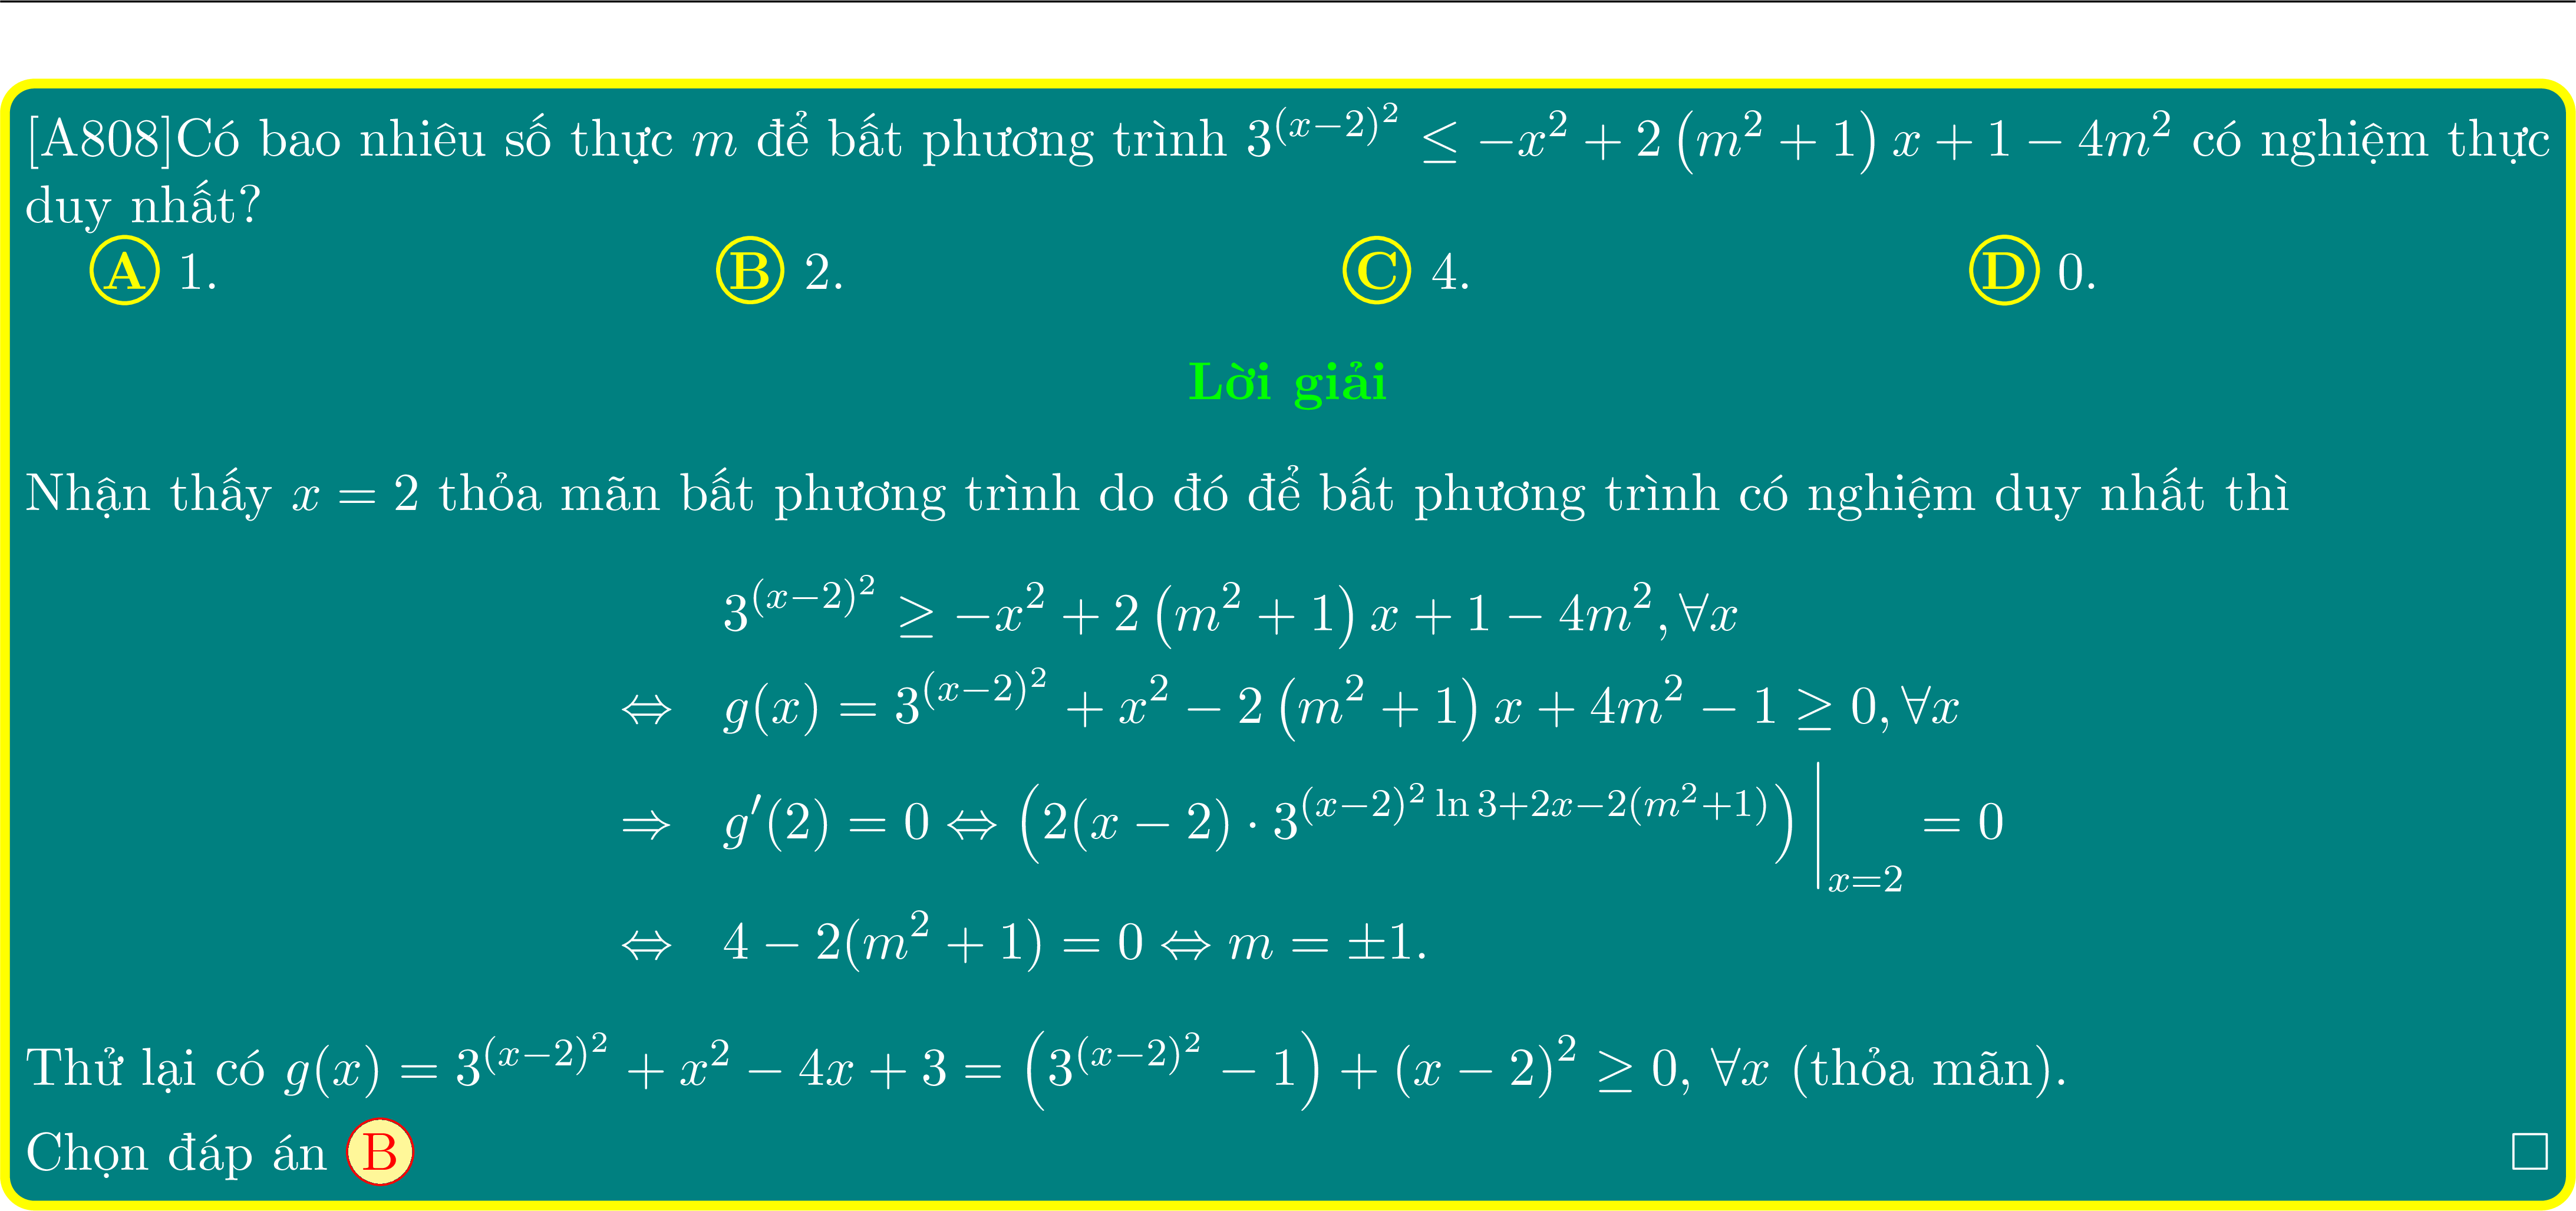 [A808]Có bao nhiêu số thực $m$ để bất phương trình $3^{(x-2)^2} \leq -x^2 + 2\left(m^2+1\right)x + 1 - 4m^2$ có nghiệm thực
duy nhất?
A 1. B 2. C 4. D 0.
Lời giải
Nhận thấy $x = 2$ thỏa mãn bất phương trình do đó để bất phương trình có nghiệm duy nhất thì
$3^{(x-2)^2} \geq -x^2 + 2\left(m^2+1\right)x + 1 - 4m^2, \forall x$
$\Leftrightarrow g(x) = 3^{(x-2)^2} + x^2 - 2\left(m^2+1\right)x + 4m^2 - 1 \geq 0, \forall x$
$\Rightarrow g'(2) = 0 \Leftrightarrow \left(2(x-2) \cdot 3^{(x-2)^2 \ln 3 + 2x - 2(m^2+1)}\right)\Big|_{x=2} = 0$
$\Leftrightarrow 4 - 2(m^2+1) = 0 \Leftrightarrow m = \pm 1.$
Thử lại có $g(x) = 3^{(x-2)^2} + x^2 - 4x + 3 = \left(3^{(x-2)^2} - 1\right) + (x-2)^2 \geq 0, \forall x$ (thỏa mãn).
Chọn đáp án B □